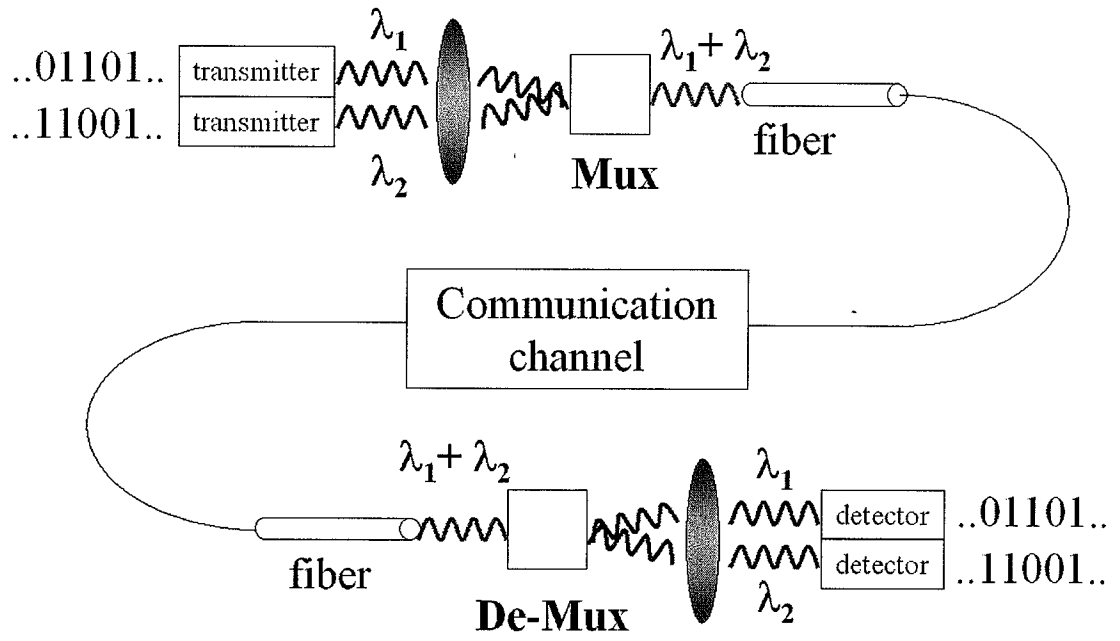 λ1
λ1+ λ2
..01101.. transmitter
..11001.. transmitter
fiber
λ2
Mux
Communication
channel
λ1+ λ2
λ1
detector ..01101..
detector ..11001..
fiber
λ2
De-Mux